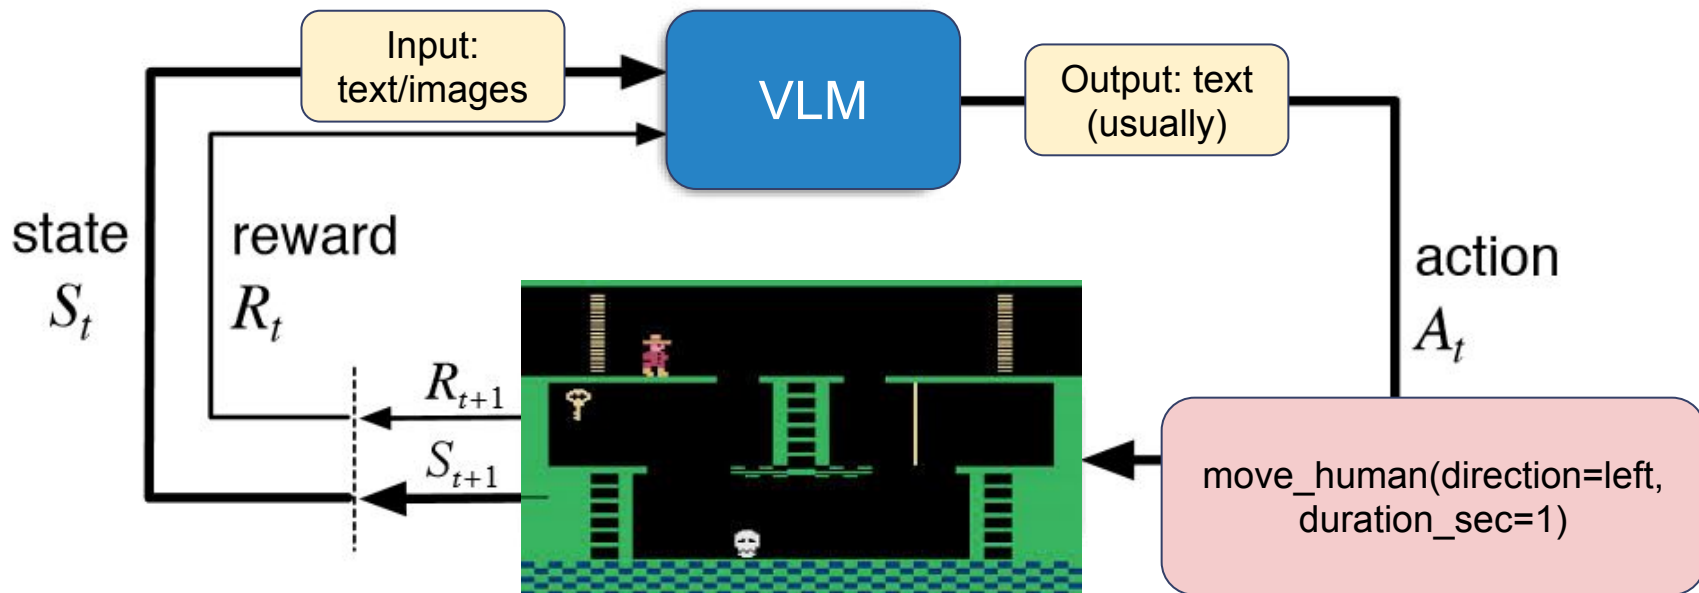 Input:
text/images
VLM
Output: text
(usually)
state
S_t
reward
R_t
action
A_t
R_{t+1}
S_{t+1}
move_human(direction=left,
duration_sec=1)